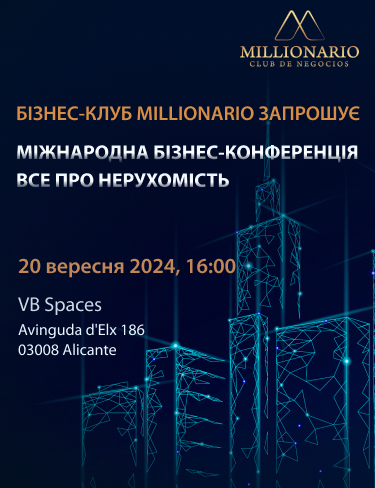 MILLIONARIO
CLUB DE NEGOCIOS
БІЗНЕС-КЛУБ MILLIONARIO ЗАПРОШУЄ
МІЖНАРОДНА БІЗНЕС-КОНФЕРЕНЦІЯ
ВСЕ ПРО НЕРУХОМІСТЬ
20 вересня 2024, 16:00
VB Spaces
Avinguda d'Elx 186
03008 Alicante